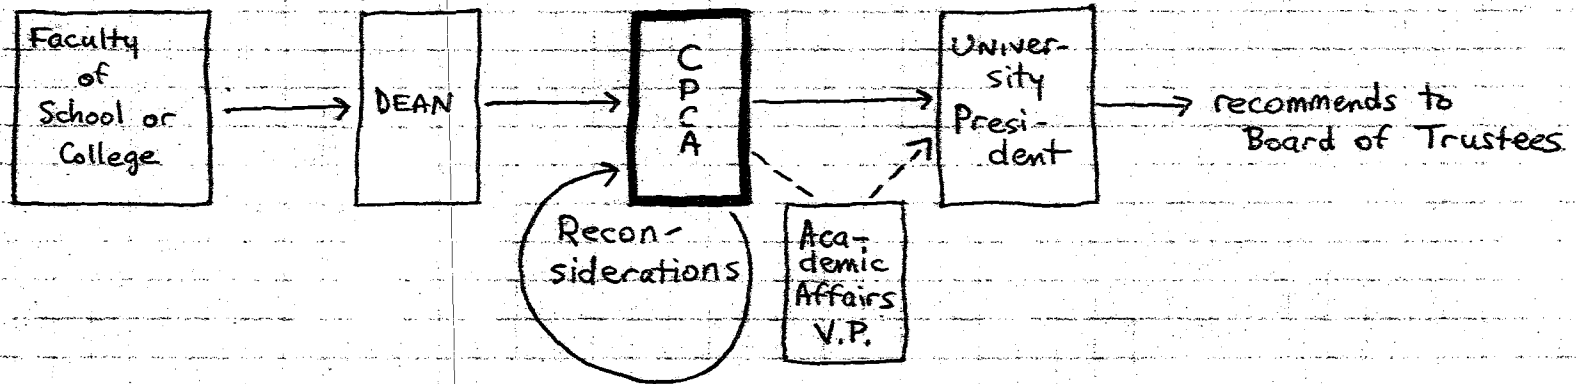 Faculty
of
School or
College
DEAN
C
P
C
A
Univer-
sity
Presi-
dent
recommends to
Board of Trustees
Recon-
siderations
Aca-
demic
Affairs
V.P.